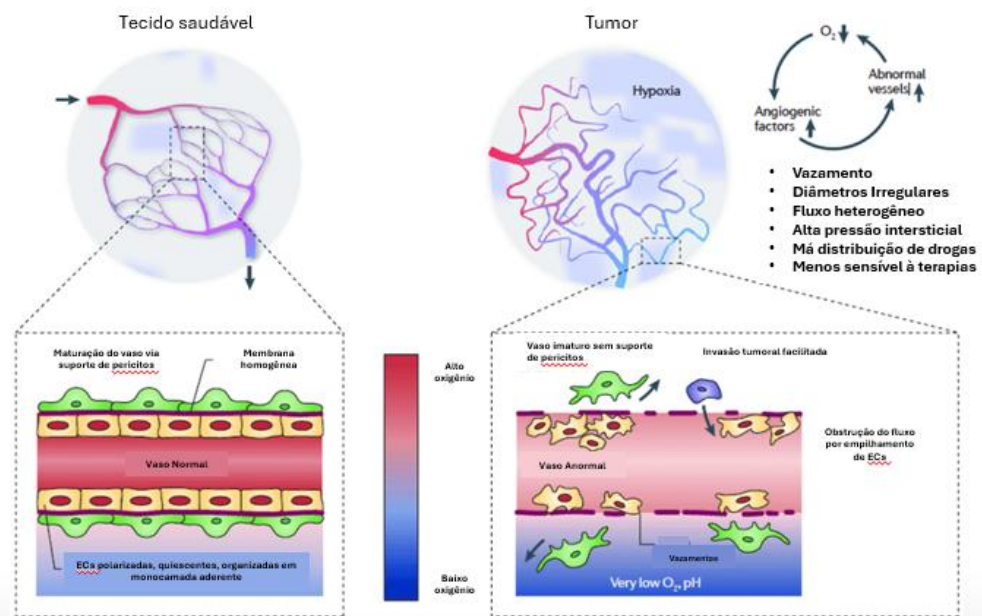 Tecido saudável
Tumor
Hypoxia
O₂
Abnormal
vessels
Angiogenic
factors
• Vazamento
• Diâmetros Irregulares
• Fluxo heterogêneo
• Alta pressão intersticial
• Má distribuição de drogas
• Menos sensível à terapias
Maturação do vaso via
suporte de pericitos
Membrana
homogênea
Vaso Normal
ECs polarizadas, quiescentes, organizadas em
monocamada aderente
Alto
oxigênio
Baixo
oxigênio
Vaso imaturo sem suporte
de pericitos
Invasão tumoral facilitada
Vaso Anormal
Obstrução do fluxo
por empilhamento
de ECs
Vazamentos
Very low O₂, pH